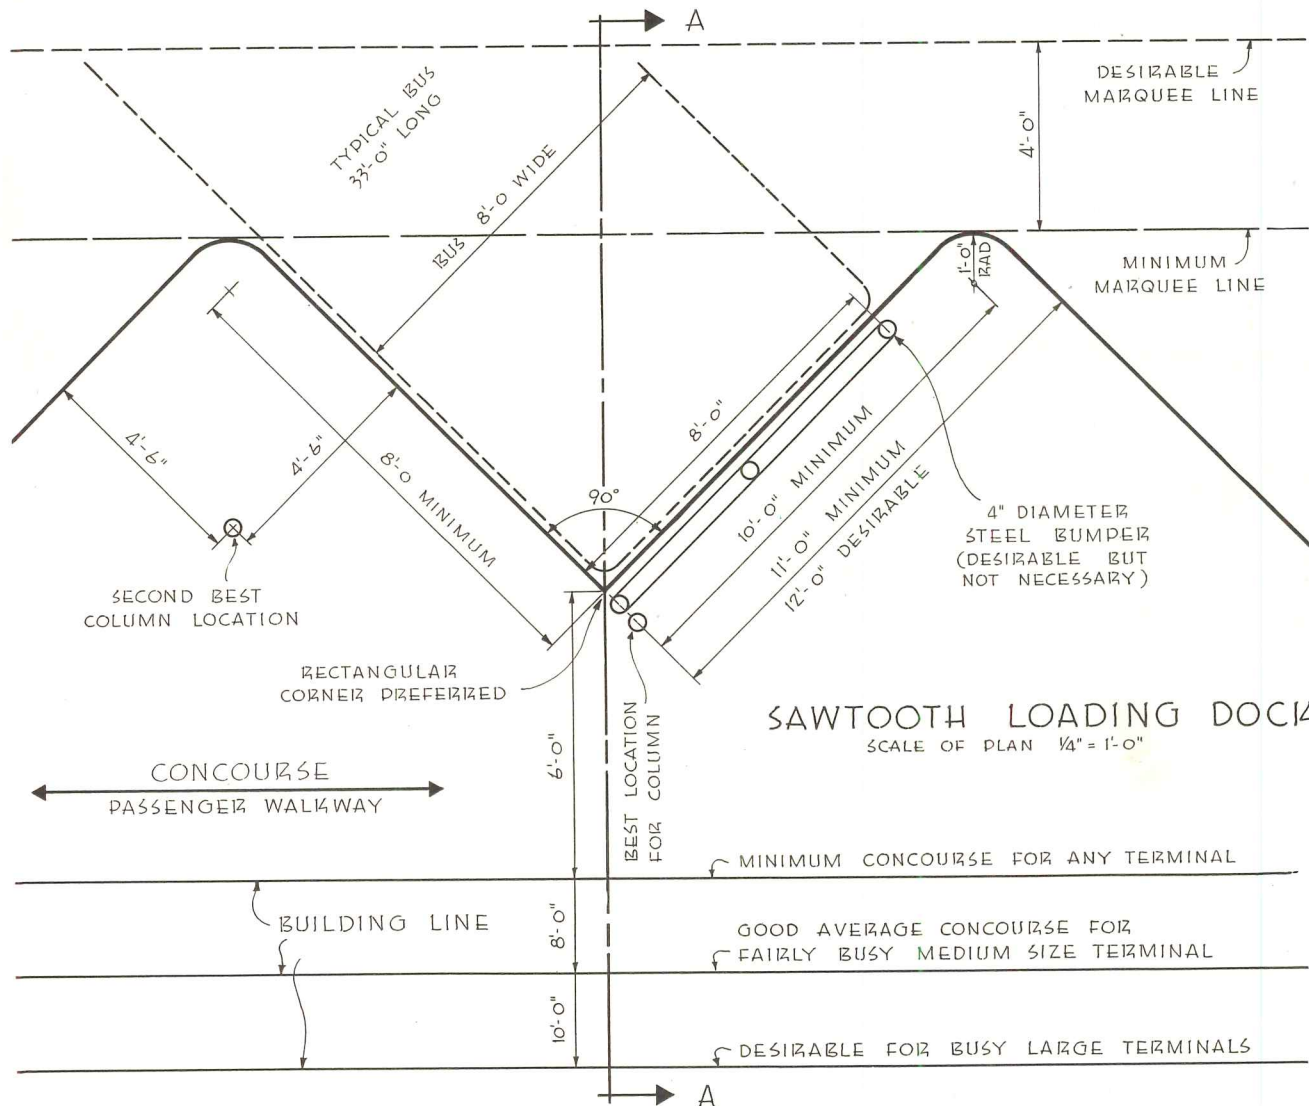 A
DESIRABLE
MARQUEE LINE
4'-0"
TYPICAL BUS
33'-0" LONG
BUS 8'-0 WIDE
MINIMUM
MARQUEE LINE
1'-0"
RAD
4'-6"
4'-6"
8'-0 MINIMUM
90°
8'-0"
10'-0" MINIMUM
11'-0" MINIMUM
12'-0" DESIRABLE
4" DIAMETER
STEEL BUMPER
(DESIRABLE BUT
NOT NECESSARY)
SECOND BEST
COLUMN LOCATION
RECTANGULAR
CORNER PREFERRED
SAWTOOTH LOADING DOCK
SCALE OF PLAN 1/4" = 1'-0"
6'-0"
BEST LOCATION
FOR COLUMN
CONCOURSE
PASSENGER WALKWAY
MINIMUM CONCOURSE FOR ANY TERMINAL
BUILDING LINE
8'-0"
GOOD AVERAGE CONCOURSE FOR
FAIRLY BUSY MEDIUM SIZE TERMINAL
10'-0"
DESIRABLE FOR BUSY LARGE TERMINALS
A